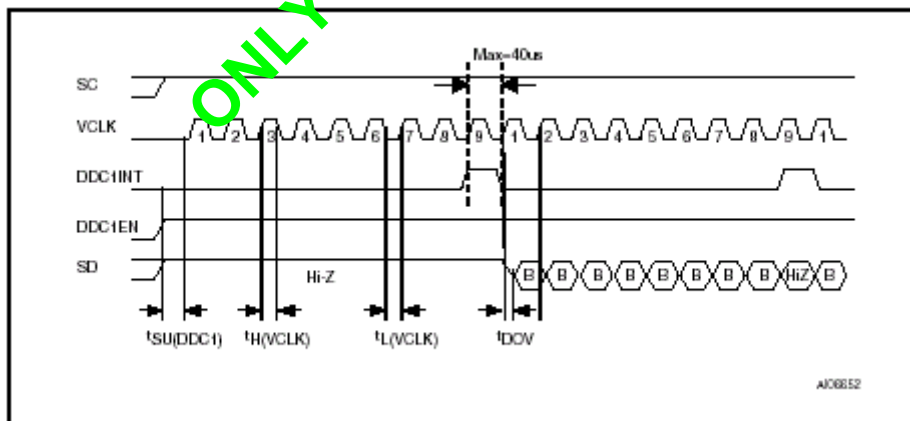 ONLY
Max=40us
SC
VCLK
1 2 3 4 5 6 7 8 9 1 2 3 4 5 6 7 8 9 1
DDC1INT
DDC1EN
SD
Hi-Z
B B B B B B B B HiZ B
tSU(DDC1) tH(VCLK) tL(VCLK) tDOV
AI06652